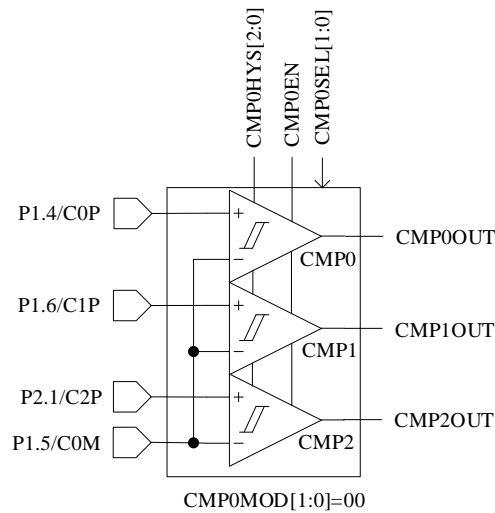 CMP0HYS[2:0]
CMP0EN
CMP0SEL[1:0]
P1.4/C0P
+
−
CMP0
CMP0OUT
P1.6/C1P
+
−
CMP1
CMP1OUT
P2.1/C2P
+
−
CMP2
CMP2OUT
P1.5/C0M
CMP0MOD[1:0]=00